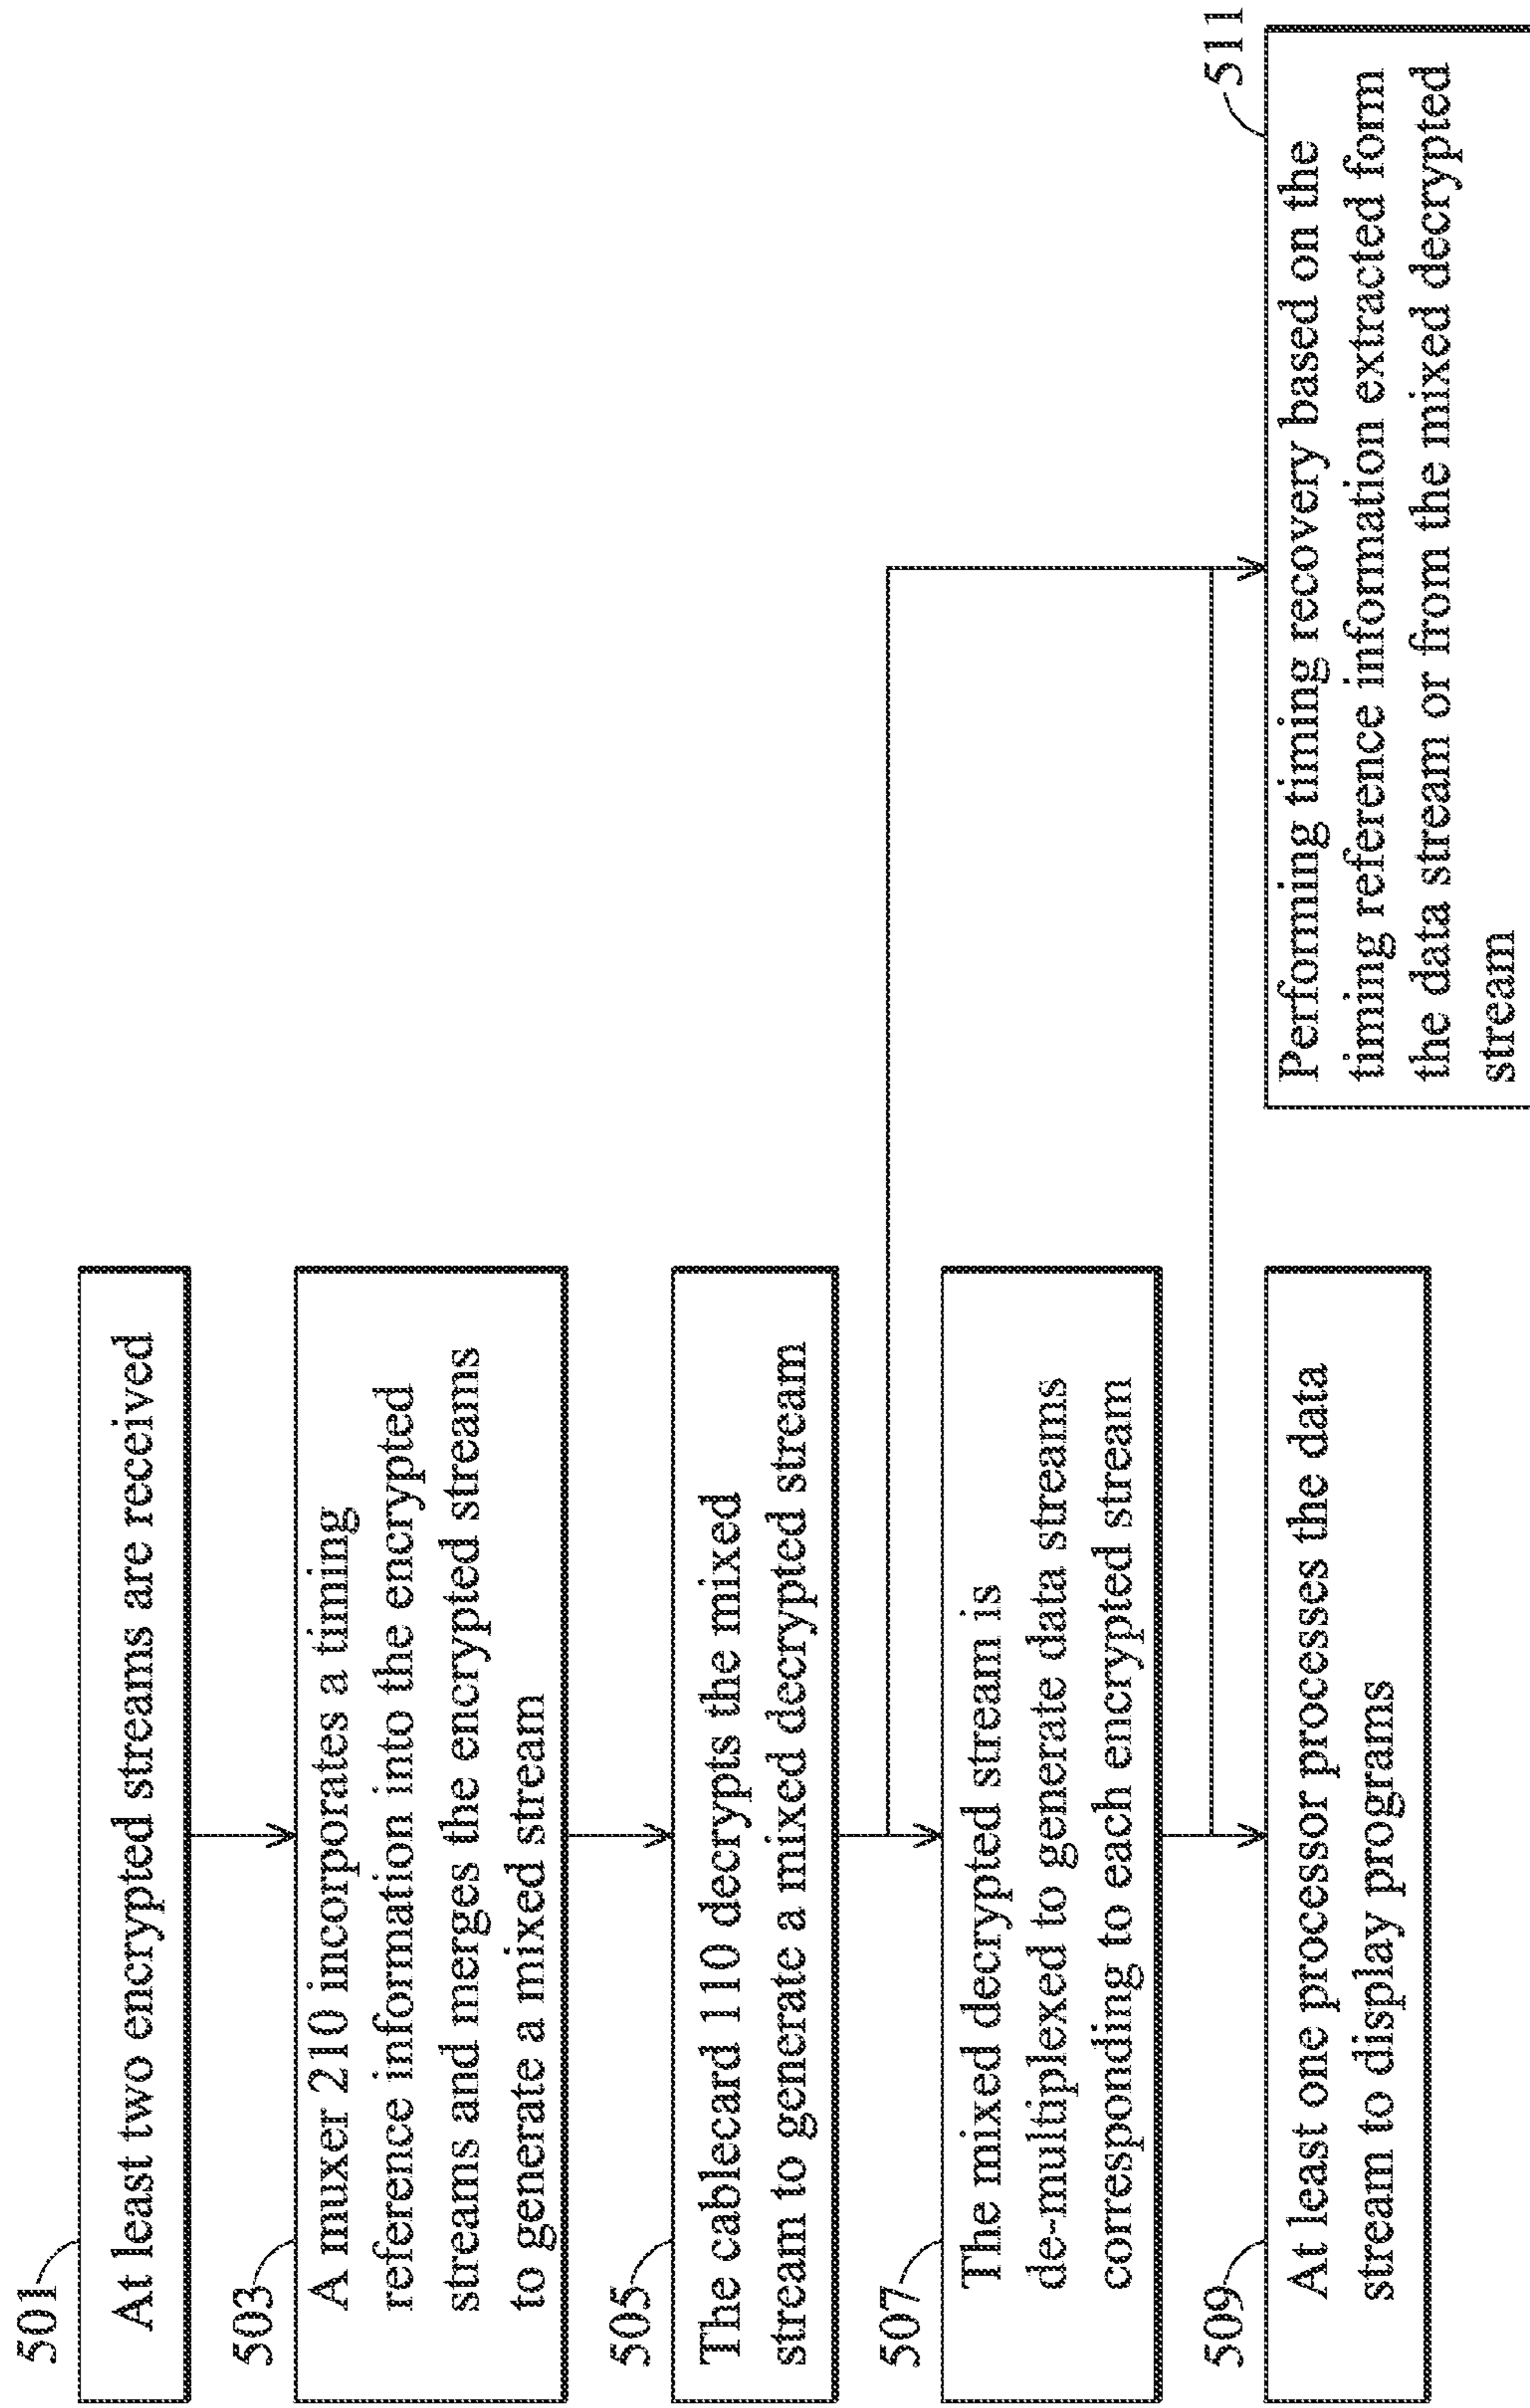 501
At least two encrypted streams are received
503
A muxer 210 incorporates a timing
reference information into the encrypted
streams and merges the encrypted streams
to generate a mixed stream
505
The cablecard 110 decrypts the mixed
stream to generate a mixed decrypted stream
507
The mixed decrypted stream is
de-multiplexed to generate data streams
corresponding to each encrypted stream
509
At least one processor processes the data
stream to display programs
511
Performing timing recovery based on the
timing reference information extracted form
the data stream or from the mixed decrypted
stream